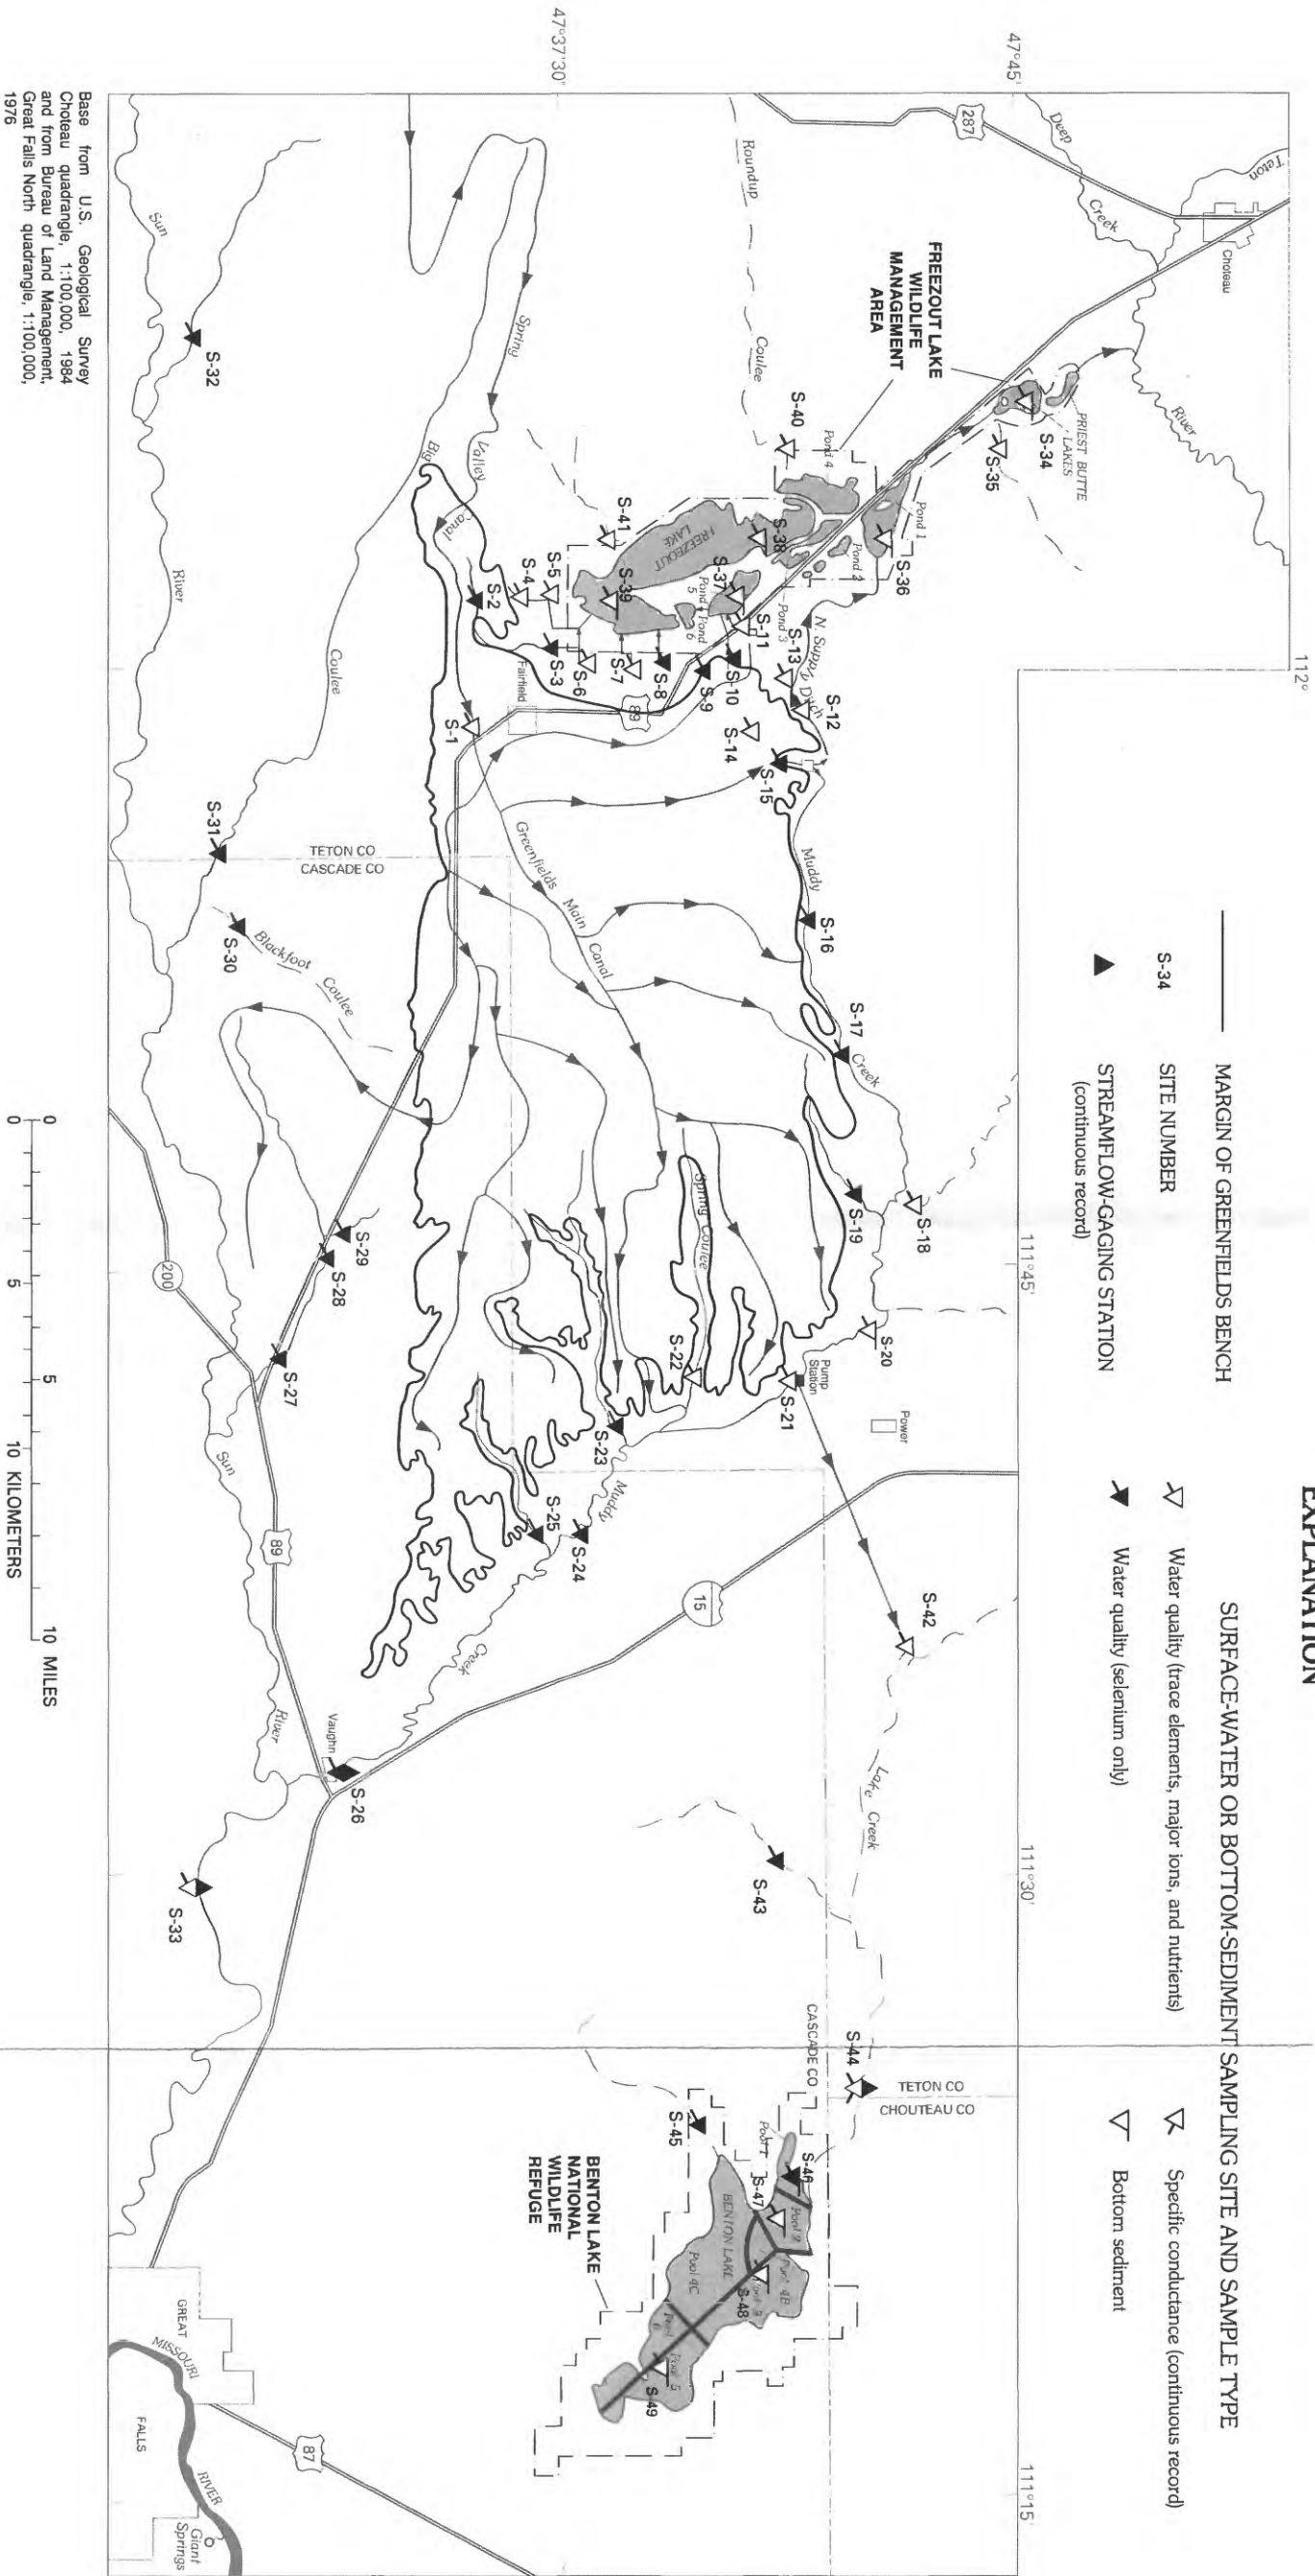 EXPLANATION
SURFACE-WATER OR BOTTOM-SEDIMENT SAMPLING SITE AND SAMPLE TYPE
MARGIN OF GREENFIELDS BENCH
S-34
SITE NUMBER
STREAMFLOW-GAGING STATION
(continuous record)
Water quality (trace elements, major ions, and nutrients)
Water quality (selenium only)
Specific conductance (continuous record)
Bottom sediment
112°
111°45'
111°30'
111°15'
47°45'
47°37'30"
Teton
River
Choteau
Deep
Creek
287
PRIEST BUTTE
LAKES
S-34
S-35
FREEZOUT LAKE
WILDLIFE
MANAGEMENT
AREA
Roundup
Coulee
S-40
Pond 4
Pond 1
S-36
Pond 2
S-38
FREEZEOUT
LAKE
S-41
S-39
S-37
Pond
5
Pond
6
Pond 3
S-11
S-13
N. Supply Ditch
S-12
S-10
S-9
S-8
S-7
S-6
S-3
S-5
S-4
S-2
Spring
Valley
Canal
Big
Coulee
Fairfield
89
S-1
S-14
S-15
Muddy
Creek
S-16
S-17
S-18
S-19
S-20
Greenfields
Main
Canal
Spring Coulee
Pump
Station
S-21
S-22
S-23
Power
Muddy
Creek
S-24
S-25
15
S-42
Lake
Creek
S-43
CASCADE CO
TETON CO
CHOUTEAU CO
S-44
S-45
Pool 1
S-46
S-47
Pool 2
BENTON LAKE
Pool 4B
S-48
Pool 4C
Pool 5
S-49
BENTON LAKE
NATIONAL
WILDLIFE
REFUGE
TETON CO
CASCADE CO
Sun
River
S-32
S-31
S-30
Blackfoot
Coulee
S-29
S-28
S-27
200
Sun
River
89
Vaughn
S-26
S-33
GREAT
FALLS
MISSOURI
RIVER
87
Giant
Springs
0 5 10 MILES
0 5 10 KILOMETERS
Base from U.S. Geological Survey
Choteau quadrangle, 1:100,000, 1984
and from Bureau of Land Management,
Great Falls North quadrangle, 1:100,000,
1976